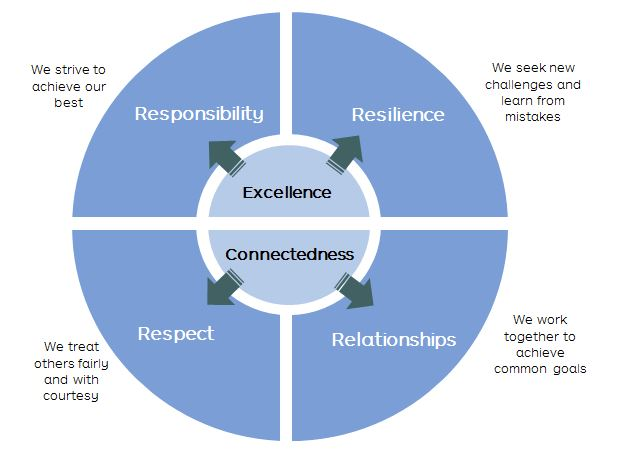 We strive to
achieve our
best
Responsibility
Resilience
We seek new
challenges and
learn from
mistakes
Excellence
Connectedness
We treat
others fairly
and with
courtesy
Respect
Relationships
We work
together to
achieve
common goals